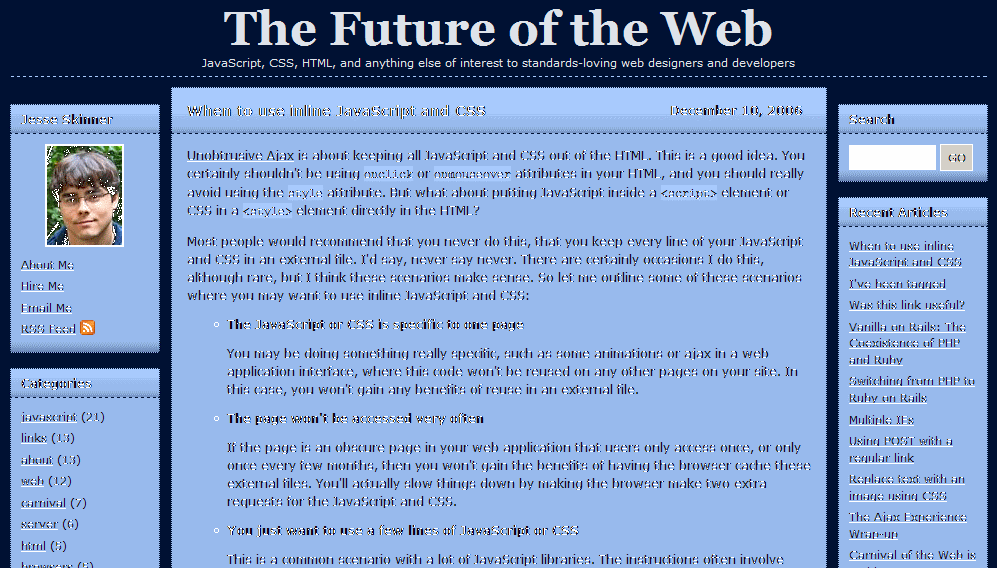 The Future of the Web
JavaScript, CSS, HTML, and anything else of interest to standards-loving web designers and developers
Jesse Skinner
About Me
Hire Me
Email Me
RSS Feed
Categories
javascript (21)
links (13)
about (13)
web (12)
carnival (7)
server (6)
html (5)
browsers (5)
When to use inline JavaScript and CSS
December 10, 2006
Unobtrusive Ajax is about keeping all JavaScript and CSS out of the HTML. This is a good idea. You
certainly shouldn't be using onclick or onmouseover attributes in your HTML, and you should really
avoid using the style attribute. But what about putting JavaScript inside a <script> element or
CSS in a <style> element directly in the HTML?
Most people would recommend that you never do this, that you keep every line of your JavaScript
and CSS in an external file. I'd say, never say never. There are certainly occasions I do this,
although rare, but I think these scenarios make sense. So let me outline some of these scenarios
where you may want to use inline JavaScript and CSS:
The JavaScript or CSS is specific to one page
You may be doing something really specific, such as some animations or ajax in a web
application interface, where this code won't be reused on any other pages on your site. In
this case, you won't gain any benefits of reuse in an external file.
The page won't be accessed very often
If the page is an obscure page in your web application that users only access once, or only
once every few months, then you won't gain the benefits of having the browser cache these
external files. You'll actually slow things down by making the browser make two extra
requests for the JavaScript and CSS.
You just want to use a few lines of JavaScript or CSS
This is a common scenario with a lot of JavaScript libraries. The instructions often involve
Search
GO
Recent Articles
When to use inline
JavaScript and CSS
I've been tagged
Was this link useful?
Vanilla on Rails: The
Coexistence of PHP
and Ruby
Switching from PHP to
Ruby on Rails
Multiple IEs
Using POST with a
regular link
Replace text with an
image using CSS
The Ajax Experience
Wrap-up
Carnival of the Web is